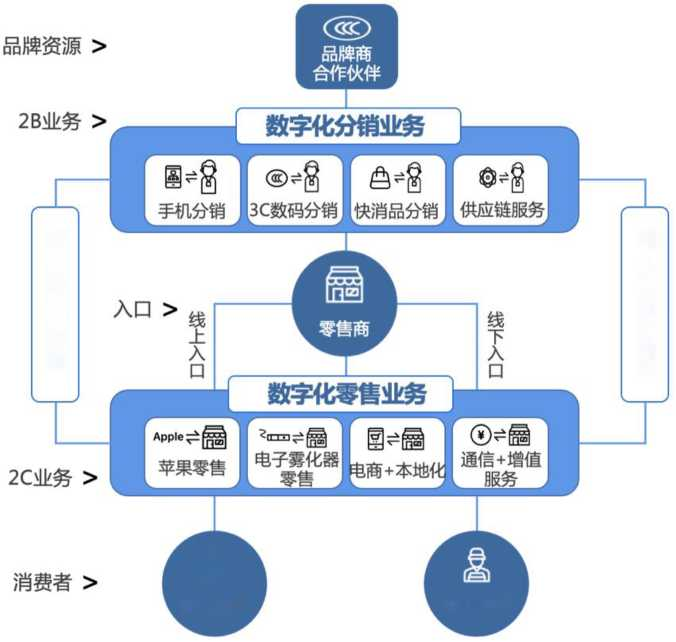 品牌资源 >
品牌商
合作伙伴
2B业务 >
数字化分销业务
手机分销
3C数码分销
快消品分销
供应链服务
入口 >
线上入口
零售商
线下入口
数字化零售业务
Apple
苹果零售
电子雾化器
零售
电商+本地化
¥
通信+增值
服务
2C业务 >
消费者 >